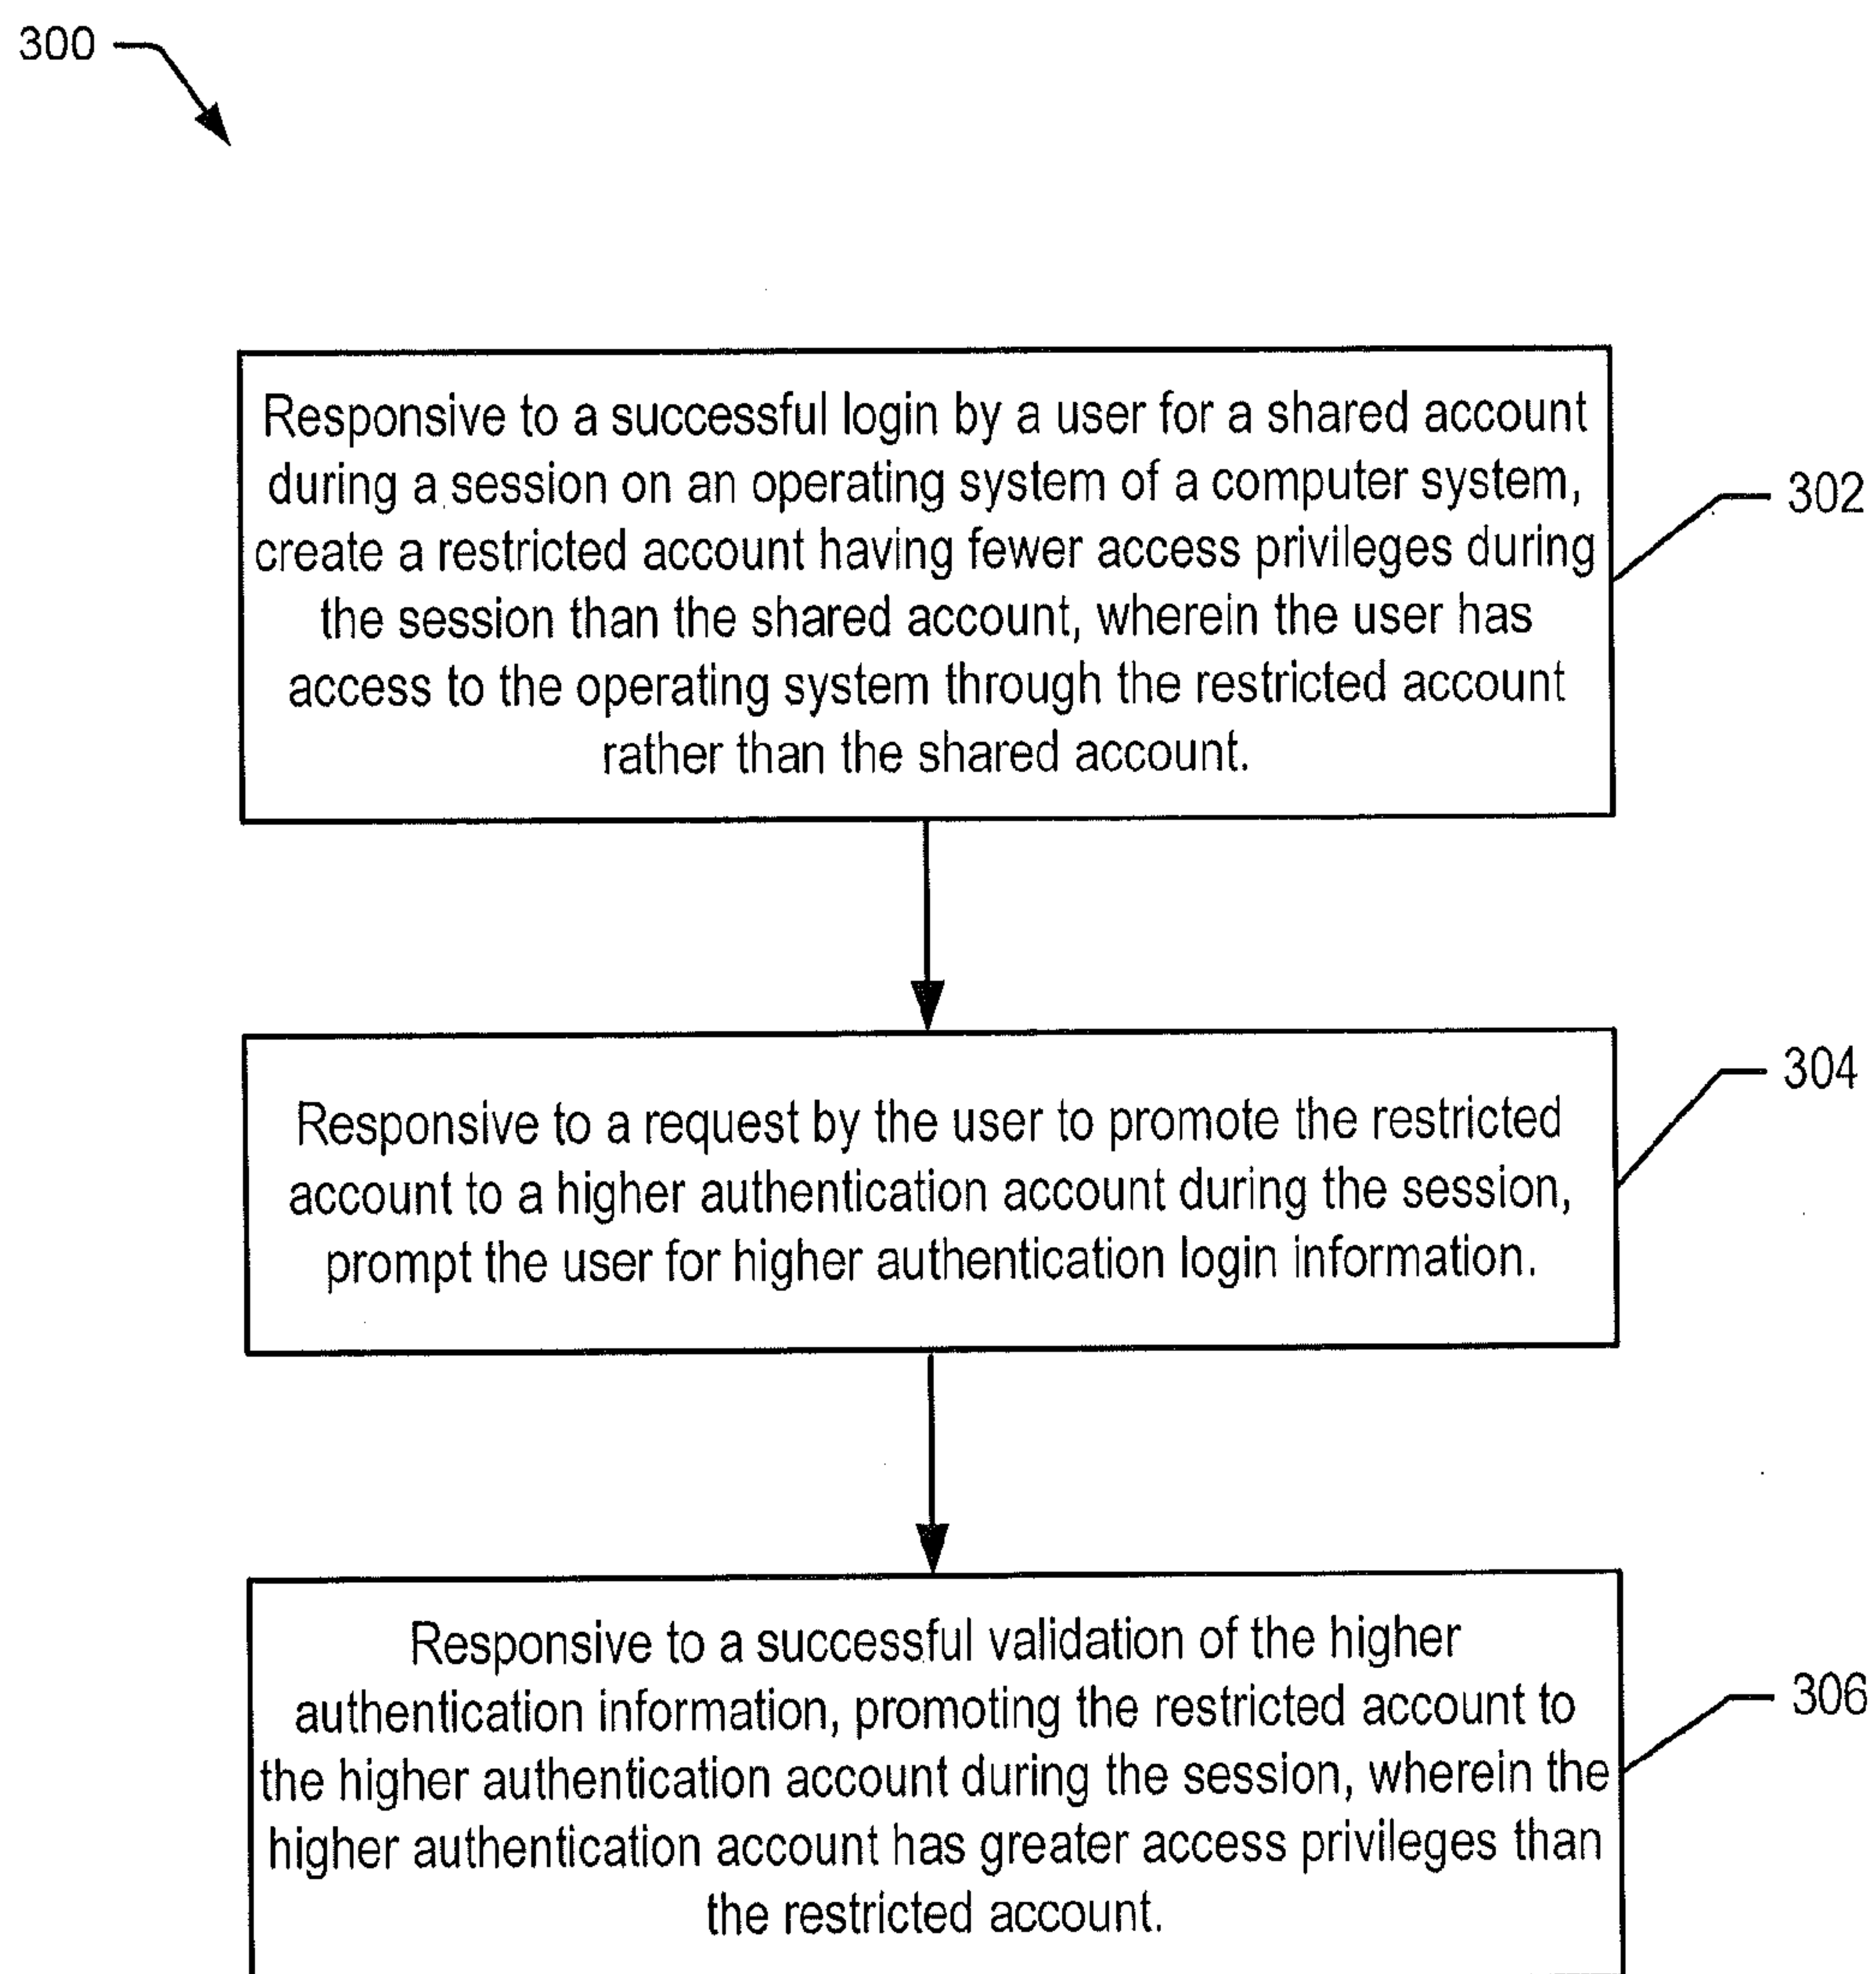 300
Responsive to a successful login by a user for a shared account
during a session on an operating system of a computer system,
create a restricted account having fewer access privileges during
the session than the shared account, wherein the user has
access to the operating system through the restricted account
rather than the shared account.
302
Responsive to a request by the user to promote the restricted
account to a higher authentication account during the session,
prompt the user for higher authentication login information.
304
Responsive to a successful validation of the higher
authentication information, promoting the restricted account to
the higher authentication account during the session, wherein the
higher authentication account has greater access privileges than
the restricted account.
306